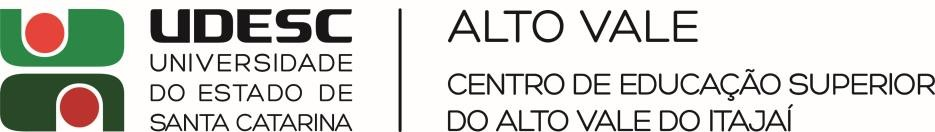 UDESC
UNIVERSIDADE
DO ESTADO DE
SANTA CATARINA
ALTO VALE
CENTRO DE EDUCAÇÃO SUPERIOR
DO ALTO VALE DO ITAJAÍ